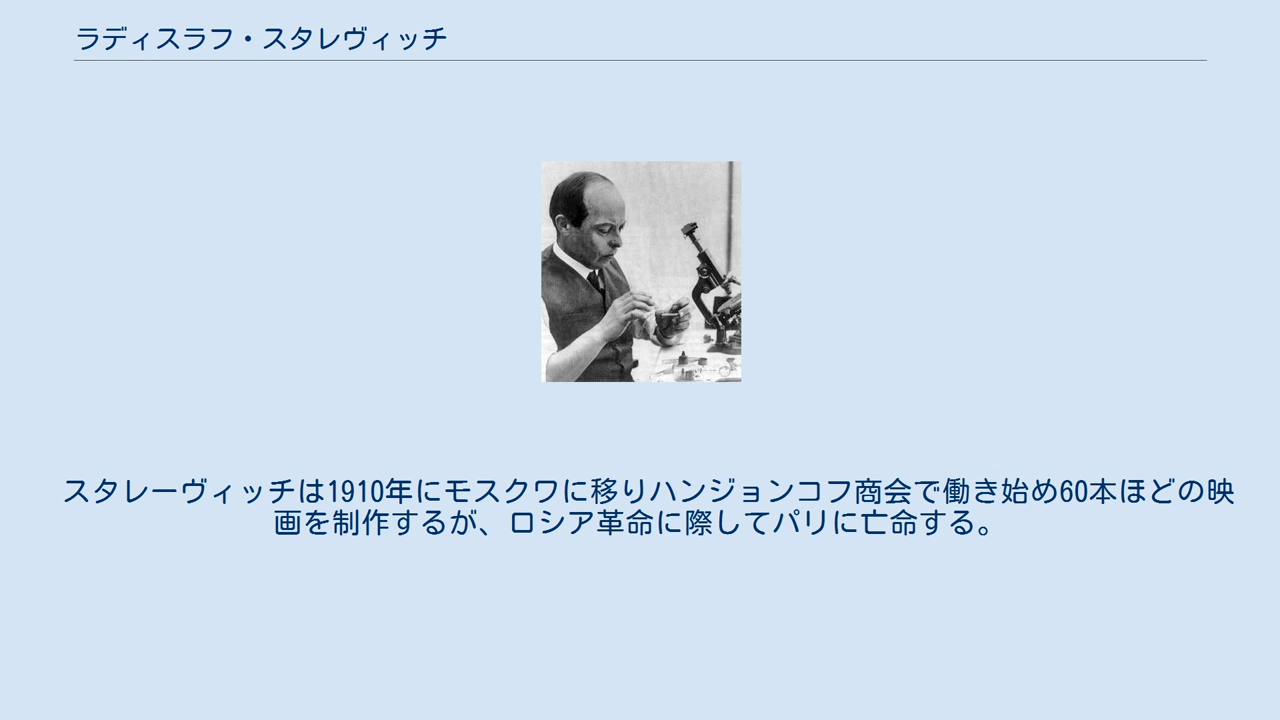 ラディスラフ・スタレヴィッチ
スタレーヴィッチは1910年にモスクワに移りハンジョンコフ商会で働き始め60本ほどの映
画を制作するが、ロシア革命に際してパリに亡命する。